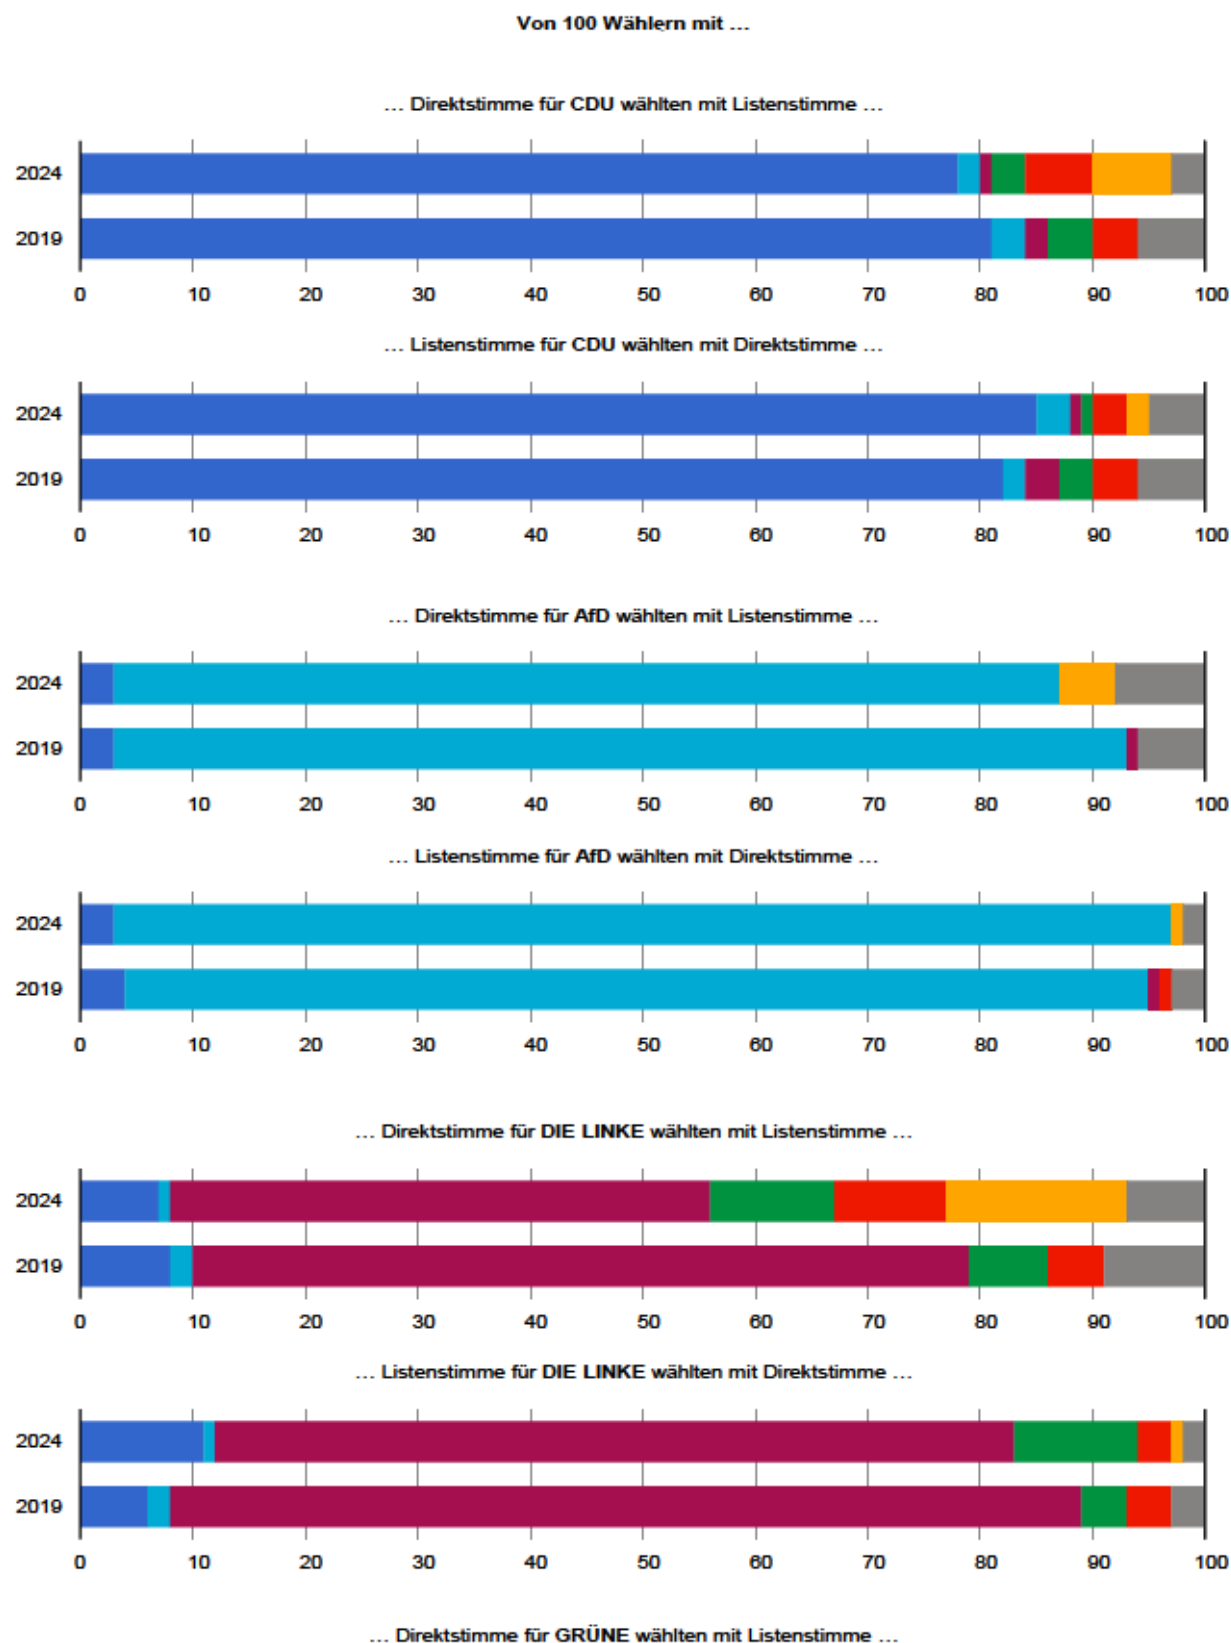 Von 100 Wählern mit ...
... Direktstimme für CDU wählten mit Listenstimme ...
2024
2019
0 10 20 30 40 50 60 70 80 90 100
... Listenstimme für CDU wählten mit Direktstimme ...
2024
2019
0 10 20 30 40 50 60 70 80 90 100
... Direktstimme für AfD wählten mit Listenstimme ...
2024
2019
0 10 20 30 40 50 60 70 80 90 100
... Listenstimme für AfD wählten mit Direktstimme ...
2024
2019
0 10 20 30 40 50 60 70 80 90 100
... Direktstimme für DIE LINKE wählten mit Listenstimme ...
2024
2019
0 10 20 30 40 50 60 70 80 90 100
... Listenstimme für DIE LINKE wählten mit Direktstimme ...
2024
2019
0 10 20 30 40 50 60 70 80 90 100
... Direktstimme für GRÜNE wählten mit Listenstimme ...